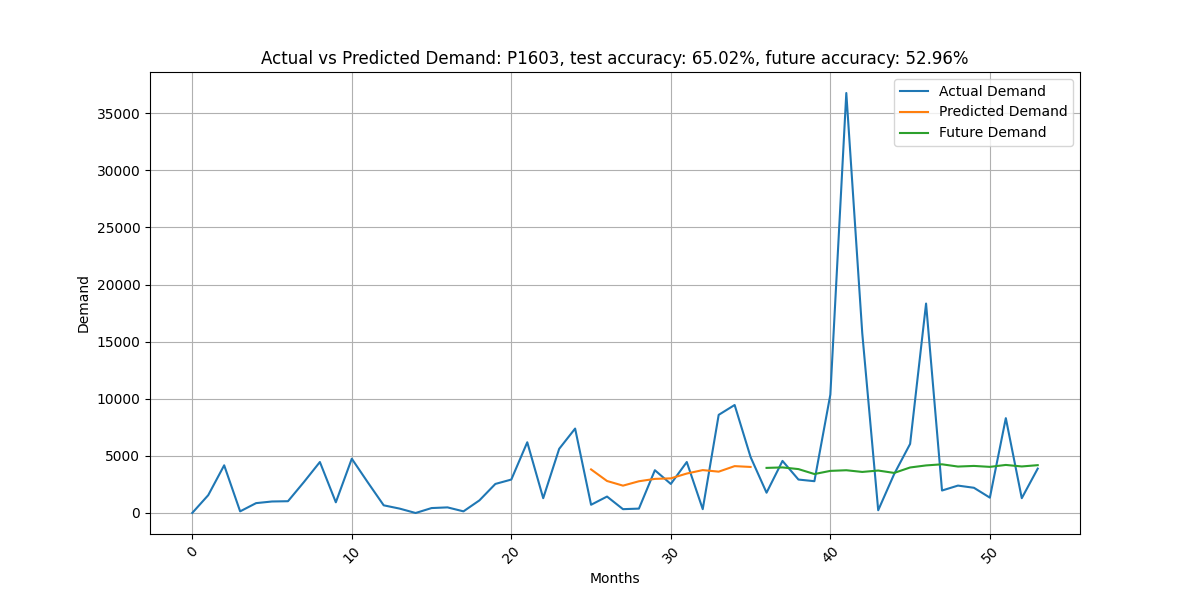 Actual vs Predicted Demand: P1603, test accuracy: 65.02%, future accuracy: 52.96%
Actual Demand
Predicted Demand
Future Demand
35000
30000
25000
20000
15000
10000
5000
0
Demand
0
10
20
30
40
50
Months